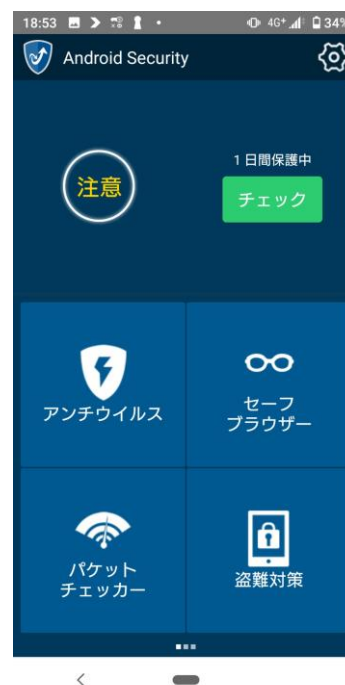 18:53 4G+ 34%
Android Security
1日間保護中
注意
チェック
アンチウイルス
セーフ
ブラウザー
パケット
チェッカー
盗難対策